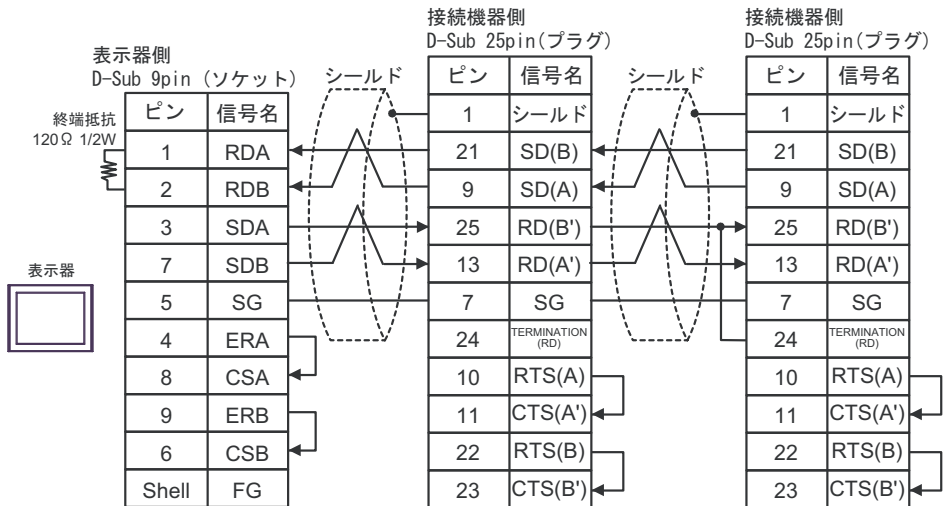 表示器側
D-Sub 9pin (ソケット)
シールド
終端抵抗
120Ω 1/2W
ピン 信号名
1 RDA
2 RDB
3 SDA
7 SDB
5 SG
4 ERA
8 CSA
9 ERB
6 CSB
Shell FG
表示器
接続機器側
D-Sub 25pin(プラグ)
ピン 信号名
1 シールド
21 SD(B)
9 SD(A)
25 RD(B')
13 RD(A')
7 SG
24 TERMINATION
(RD)
10 RTS(A)
11 CTS(A')
22 RTS(B)
23 CTS(B')
シールド
接続機器側
D-Sub 25pin(プラグ)
ピン 信号名
1 シールド
21 SD(B)
9 SD(A)
25 RD(B')
13 RD(A')
7 SG
24 TERMINATION
(RD)
10 RTS(A)
11 CTS(A')
22 RTS(B)
23 CTS(B')